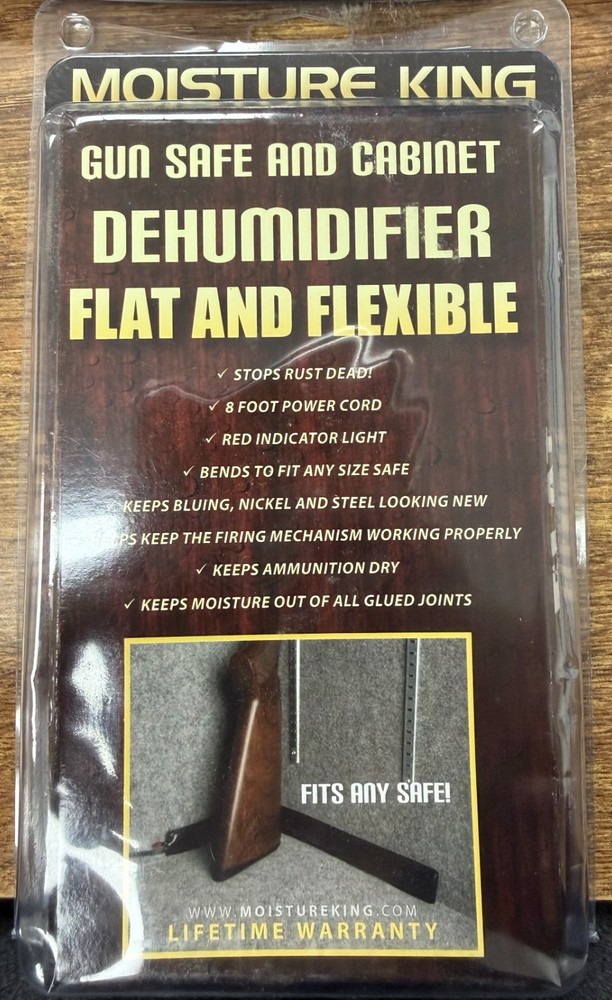 MOISTURE KING
GUN SAFE AND CABINET
DEHUMIDIFIER
FLAT AND FLEXIBLE
✓ STOPS RUST DEAD!
✓ 8 FOOT POWER CORD
✓ RED INDICATOR LIGHT
✓ BENDS TO FIT ANY SIZE SAFE
✓ KEEPS BLUING, NICKEL AND STEEL LOOKING NEW
KEEP THE FIRING MECHANISM WORKING PROPERLY
✓ KEEPS AMMUNITION DRY
✓ KEEPS MOISTURE OUT OF ALL GLUED JOINTS
FITS ANY SAFE!
WWW.MOISTUREKING.COM
LIFETIME WARRANTY